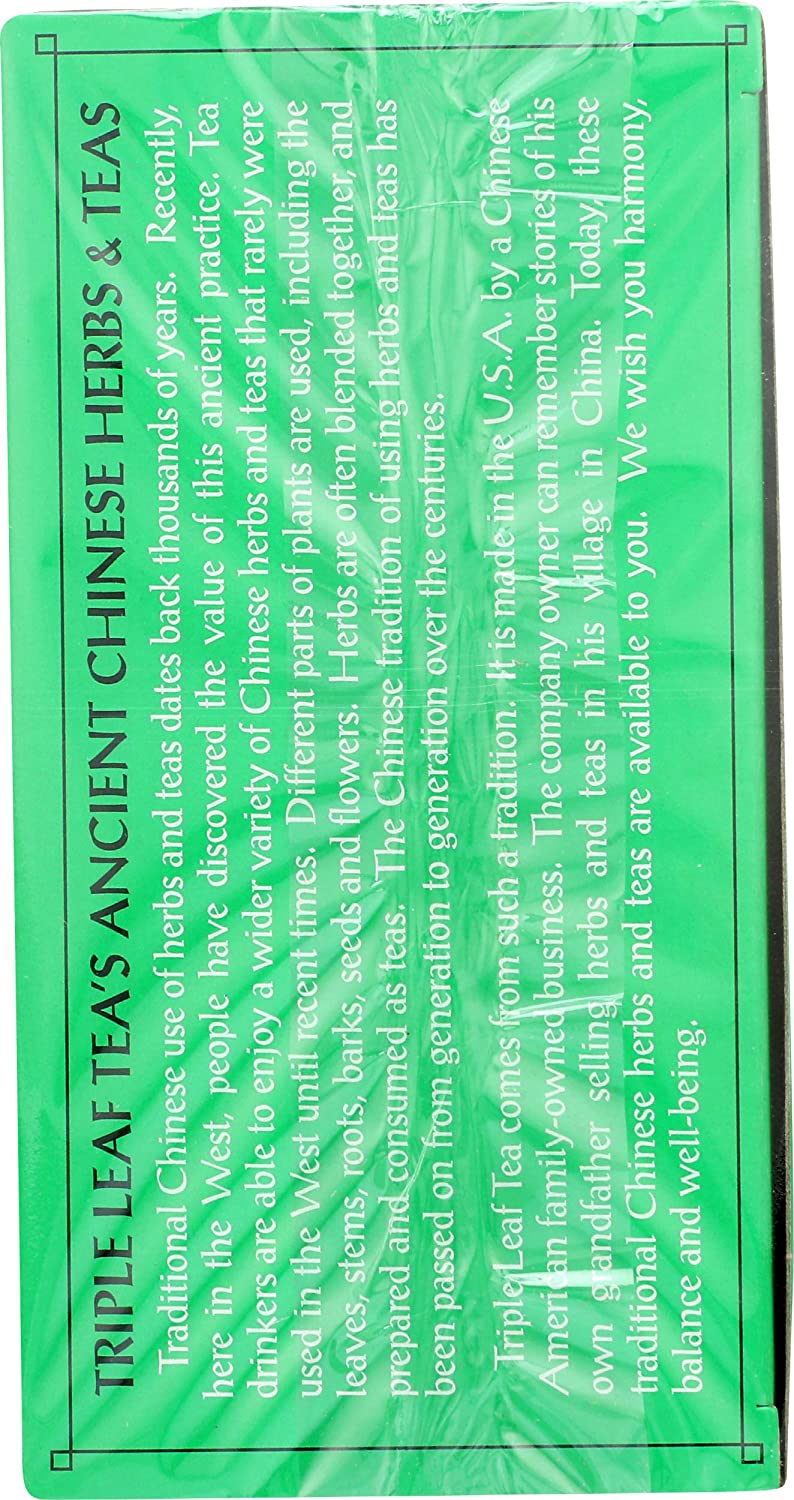 TRIPLE LEAF TEA'S ANCIENT CHINESE HERBS & TEAS
Traditional Chinese use of herbs and teas dates back thousands of years. Recently,
here in the West, people have discovered the value of this ancient practice. Tea
drinkers are able to enjoy a wider variety of Chinese herbs and teas that rarely were
used in the West until recent times. Different parts of plants are used, including the
leaves, stems, roots, barks, seeds and flowers. Herbs are often blended together, and
prepared and consumed as teas. The Chinese tradition of using herbs and teas has
been passed on from generation to generation over the centuries.
Triple Leaf Tea comes from such a tradition. It is made in the U.S.A. by a Chinese
American family-owned business. The company owner can remember stories of his
own grandfather selling herbs and teas in his village in China. Today, these
traditional Chinese herbs and teas are available to you. We wish you harmony,
balance and well-being.